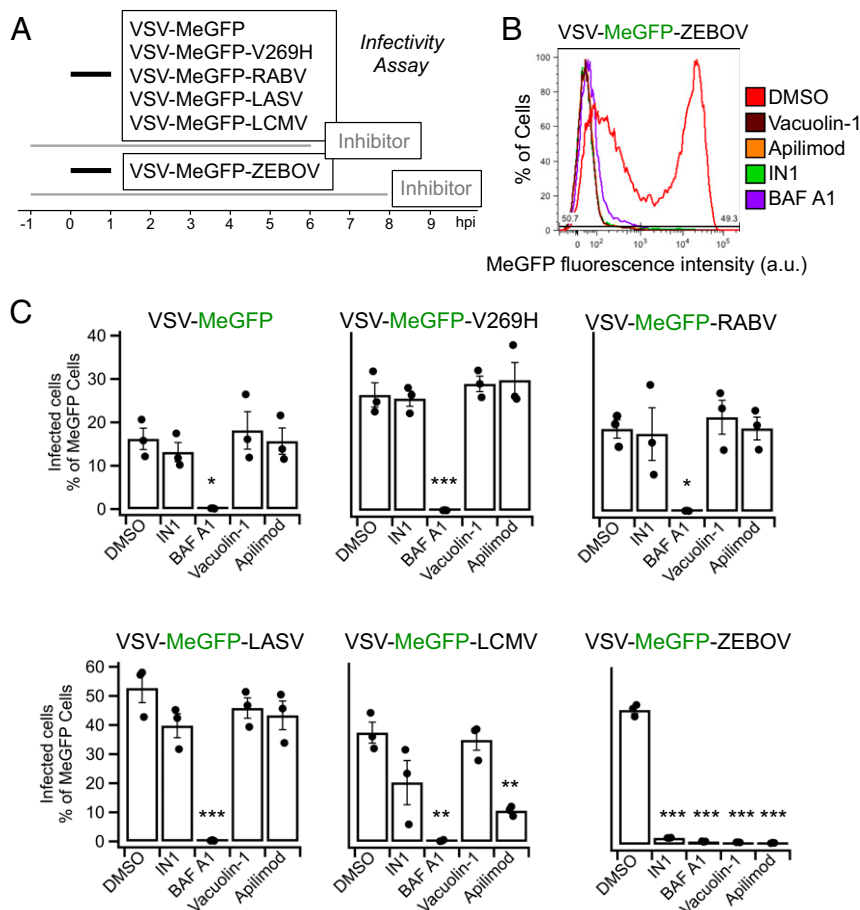 A
VSV-MeGFP
VSV-MeGFP-V269H
VSV-MeGFP-RABV
VSV-MeGFP-LASV
VSV-MeGFP-LCMV
Infectivity
Assay
Inhibitor
VSV-MeGFP-ZEBOV
Inhibitor
-1 0 1 2 3 4 5 6 7 8 9 hpi
B
VSV-MeGFP-ZEBOV
% of Cells
100
80
60
40
20
0
50.7
49.3
0 10² 10³ 10⁴ 10⁵
MeGFP fluorescence intensity (a.u.)
DMSO
Vacuolin-1
Apilimod
IN1
BAF A1
C
VSV-MeGFP
Infected cells
% of MeGFP Cells
40
30
20
10
0
*
DMSO
IN1
BAF A1
Vacuolin-1
Apilimod
VSV-MeGFP-V269H
***
DMSO
IN1
BAF A1
Vacuolin-1
Apilimod
VSV-MeGFP-RABV
*
DMSO
IN1
BAF A1
Vacuolin-1
Apilimod
VSV-MeGFP-LASV
Infected cells
% of MeGFP Cells
60
50
40
30
20
10
0
***
DMSO
IN1
BAF A1
Vacuolin-1
Apilimod
VSV-MeGFP-LCMV
** **
DMSO
IN1
BAF A1
Vacuolin-1
Apilimod
VSV-MeGFP-ZEBOV
*** *** *** ***
DMSO
IN1
BAF A1
Vacuolin-1
Apilimod